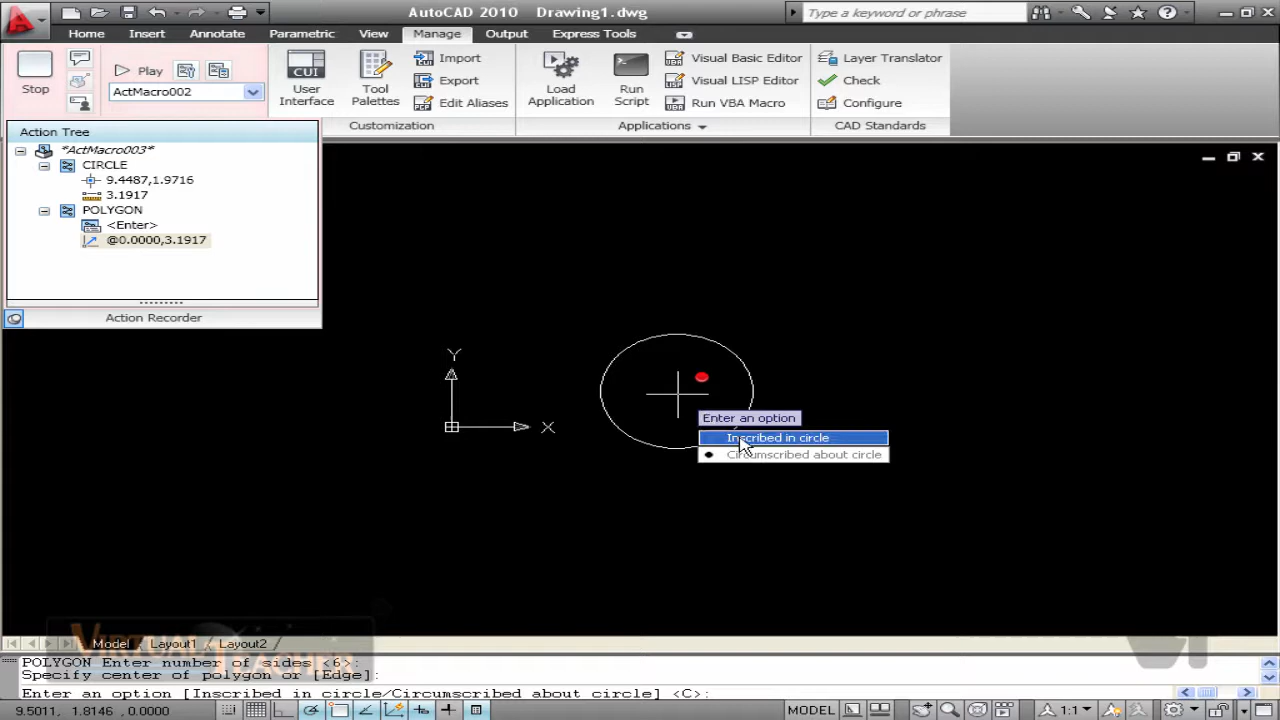 AutoCAD 2010 Drawing1.dwg
Type a keyword or phrase
Home Insert Annotate Parametric View Manage Output Express Tools
Stop
Play
ActMacro002
User Interface
Tool Palettes
Import
Export
Edit Aliases
Customization
Load Application
Run Script
Visual Basic Editor
Visual LISP Editor
Run VBA Macro
Applications
Layer Translator
Check
Configure
CAD Standards
Action Tree
*ActMacro003*
CIRCLE
9.4487,1.9716
3.1917
POLYGON
<Enter>
@0.0000,3.1917
Action Recorder
Y
X
Enter an option
Inscribed in circle
Circumscribed about circle
Model Layout1 Layout2
POLYGON Enter number of sides <6>:
Specify center of polygon or [Edge]:
Enter an option [Inscribed in circle/Circumscribed about circle] <C>:
9.5011, 1.8146 ,0.0000
MODEL
1:1